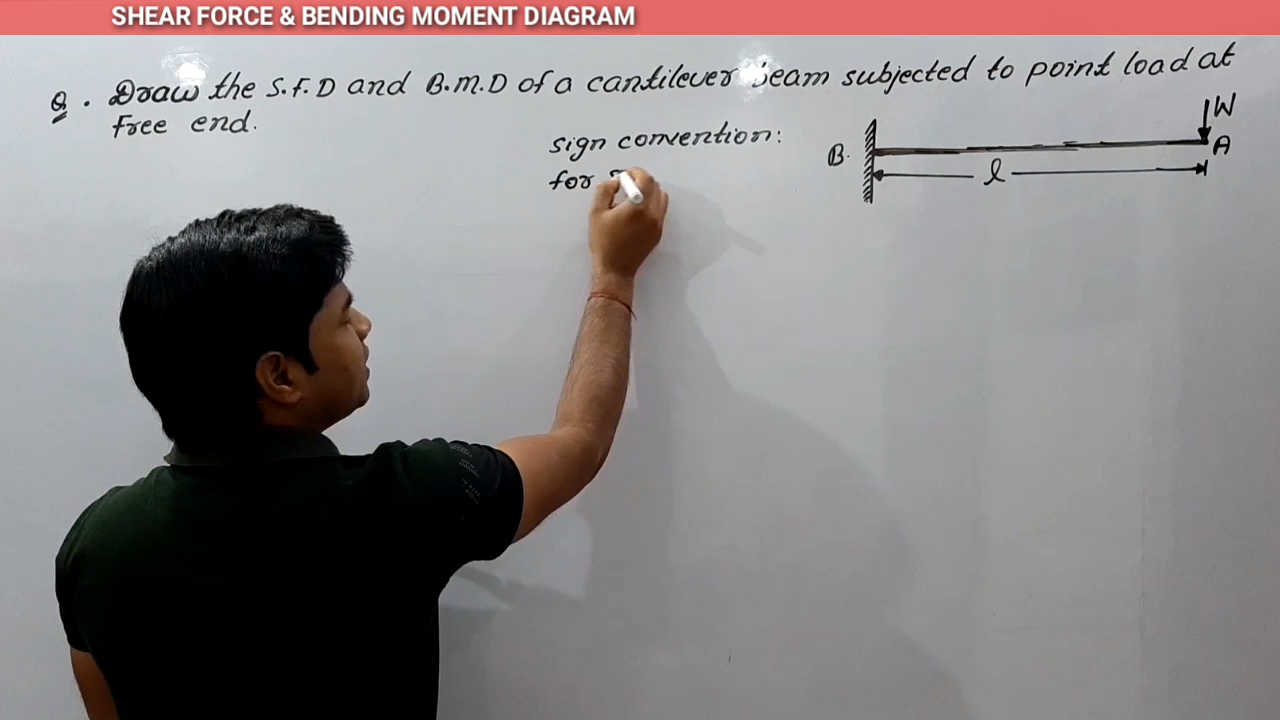 SHEAR FORCE & BENDING MOMENT DIAGRAM
Q. Draw the S.F.D and B.M.D of a cantilever beam subjected to point load at
free end.
sign convention:
for
W
B.
A
l